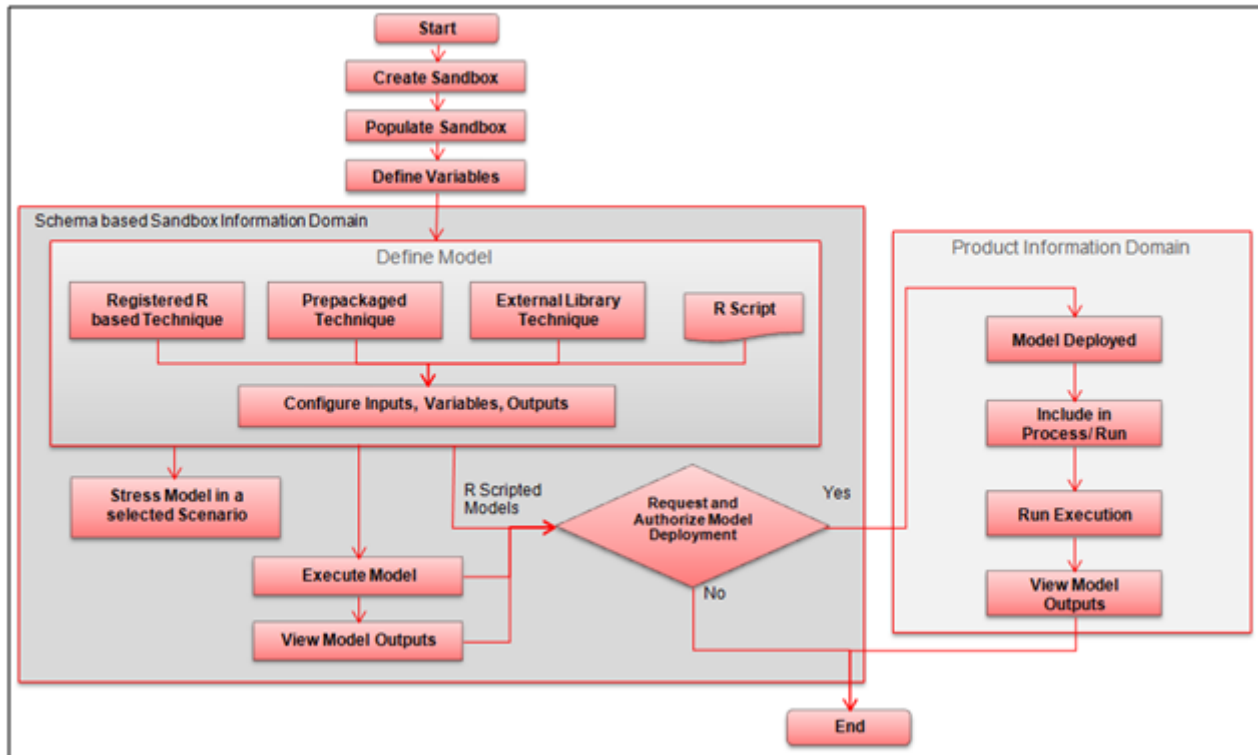 Start
Create Sandbox
Populate Sandbox
Define Variables
Schema based Sandbox Information Domain
Define Model
Registered R
based Technique
Prepackaged
Technique
External Library
Technique
R Script
Configure Inputs, Variables, Outputs
Stress Model in a
selected Scenario
R Scripted
Models
Request and
Authorize Model
Deployment
Yes
No
Execute Model
View Model Outputs
Product Information Domain
Model Deployed
Include in
Process/ Run
Run Execution
View Model
Outputs
End